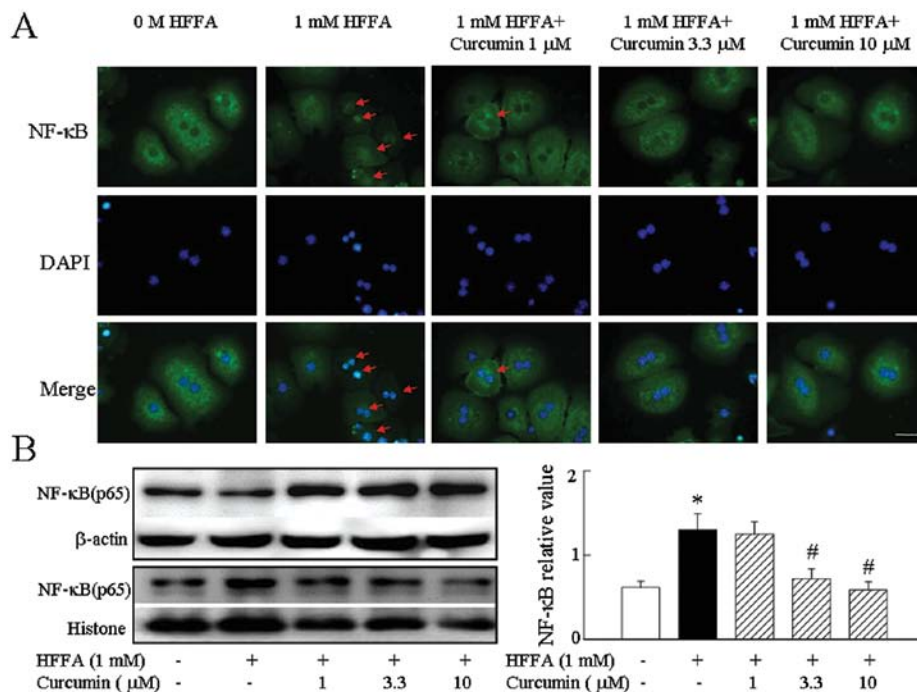 A
0 M HFFA
1 mM HFFA
1 mM HFFA+
Curcumin 1 μM
1 mM HFFA+
Curcumin 3.3 μM
1 mM HFFA+
Curcumin 10 μM
NF-κB
DAPI
Merge
B
NF-κB(p65)
β-actin
NF-κB(p65)
Histone
HFFA (1 mM) - + + + +
Curcumin ( μM) - - 1 3.3 10
NF-κB relative value
2
1
0
*
#
#
HFFA (1 mM) - + + + +
Curcumin ( μM) - - 1 3.3 10